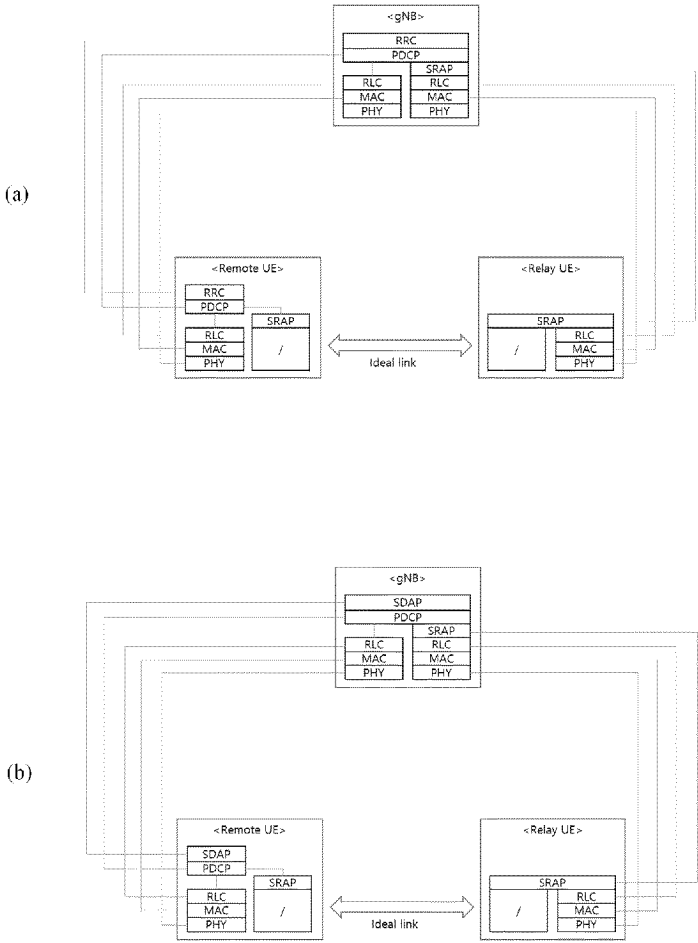 <gNB>
RRC
PDCP
SRAP
RLC RLC
MAC MAC
PHY PHY
(a)
<Remote UE> <Relay UE>
RRC
PDCP
SRAP SRAP
RLC / / RLC
MAC MAC
PHY PHY
Ideal link
<gNB>
SDAP
PDCP
SRAP
RLC RLC
MAC MAC
PHY PHY
(b)
<Remote UE> <Relay UE>
SDAP
PDCP
SRAP SRAP
RLC / / RLC
MAC MAC
PHY PHY
Ideal link